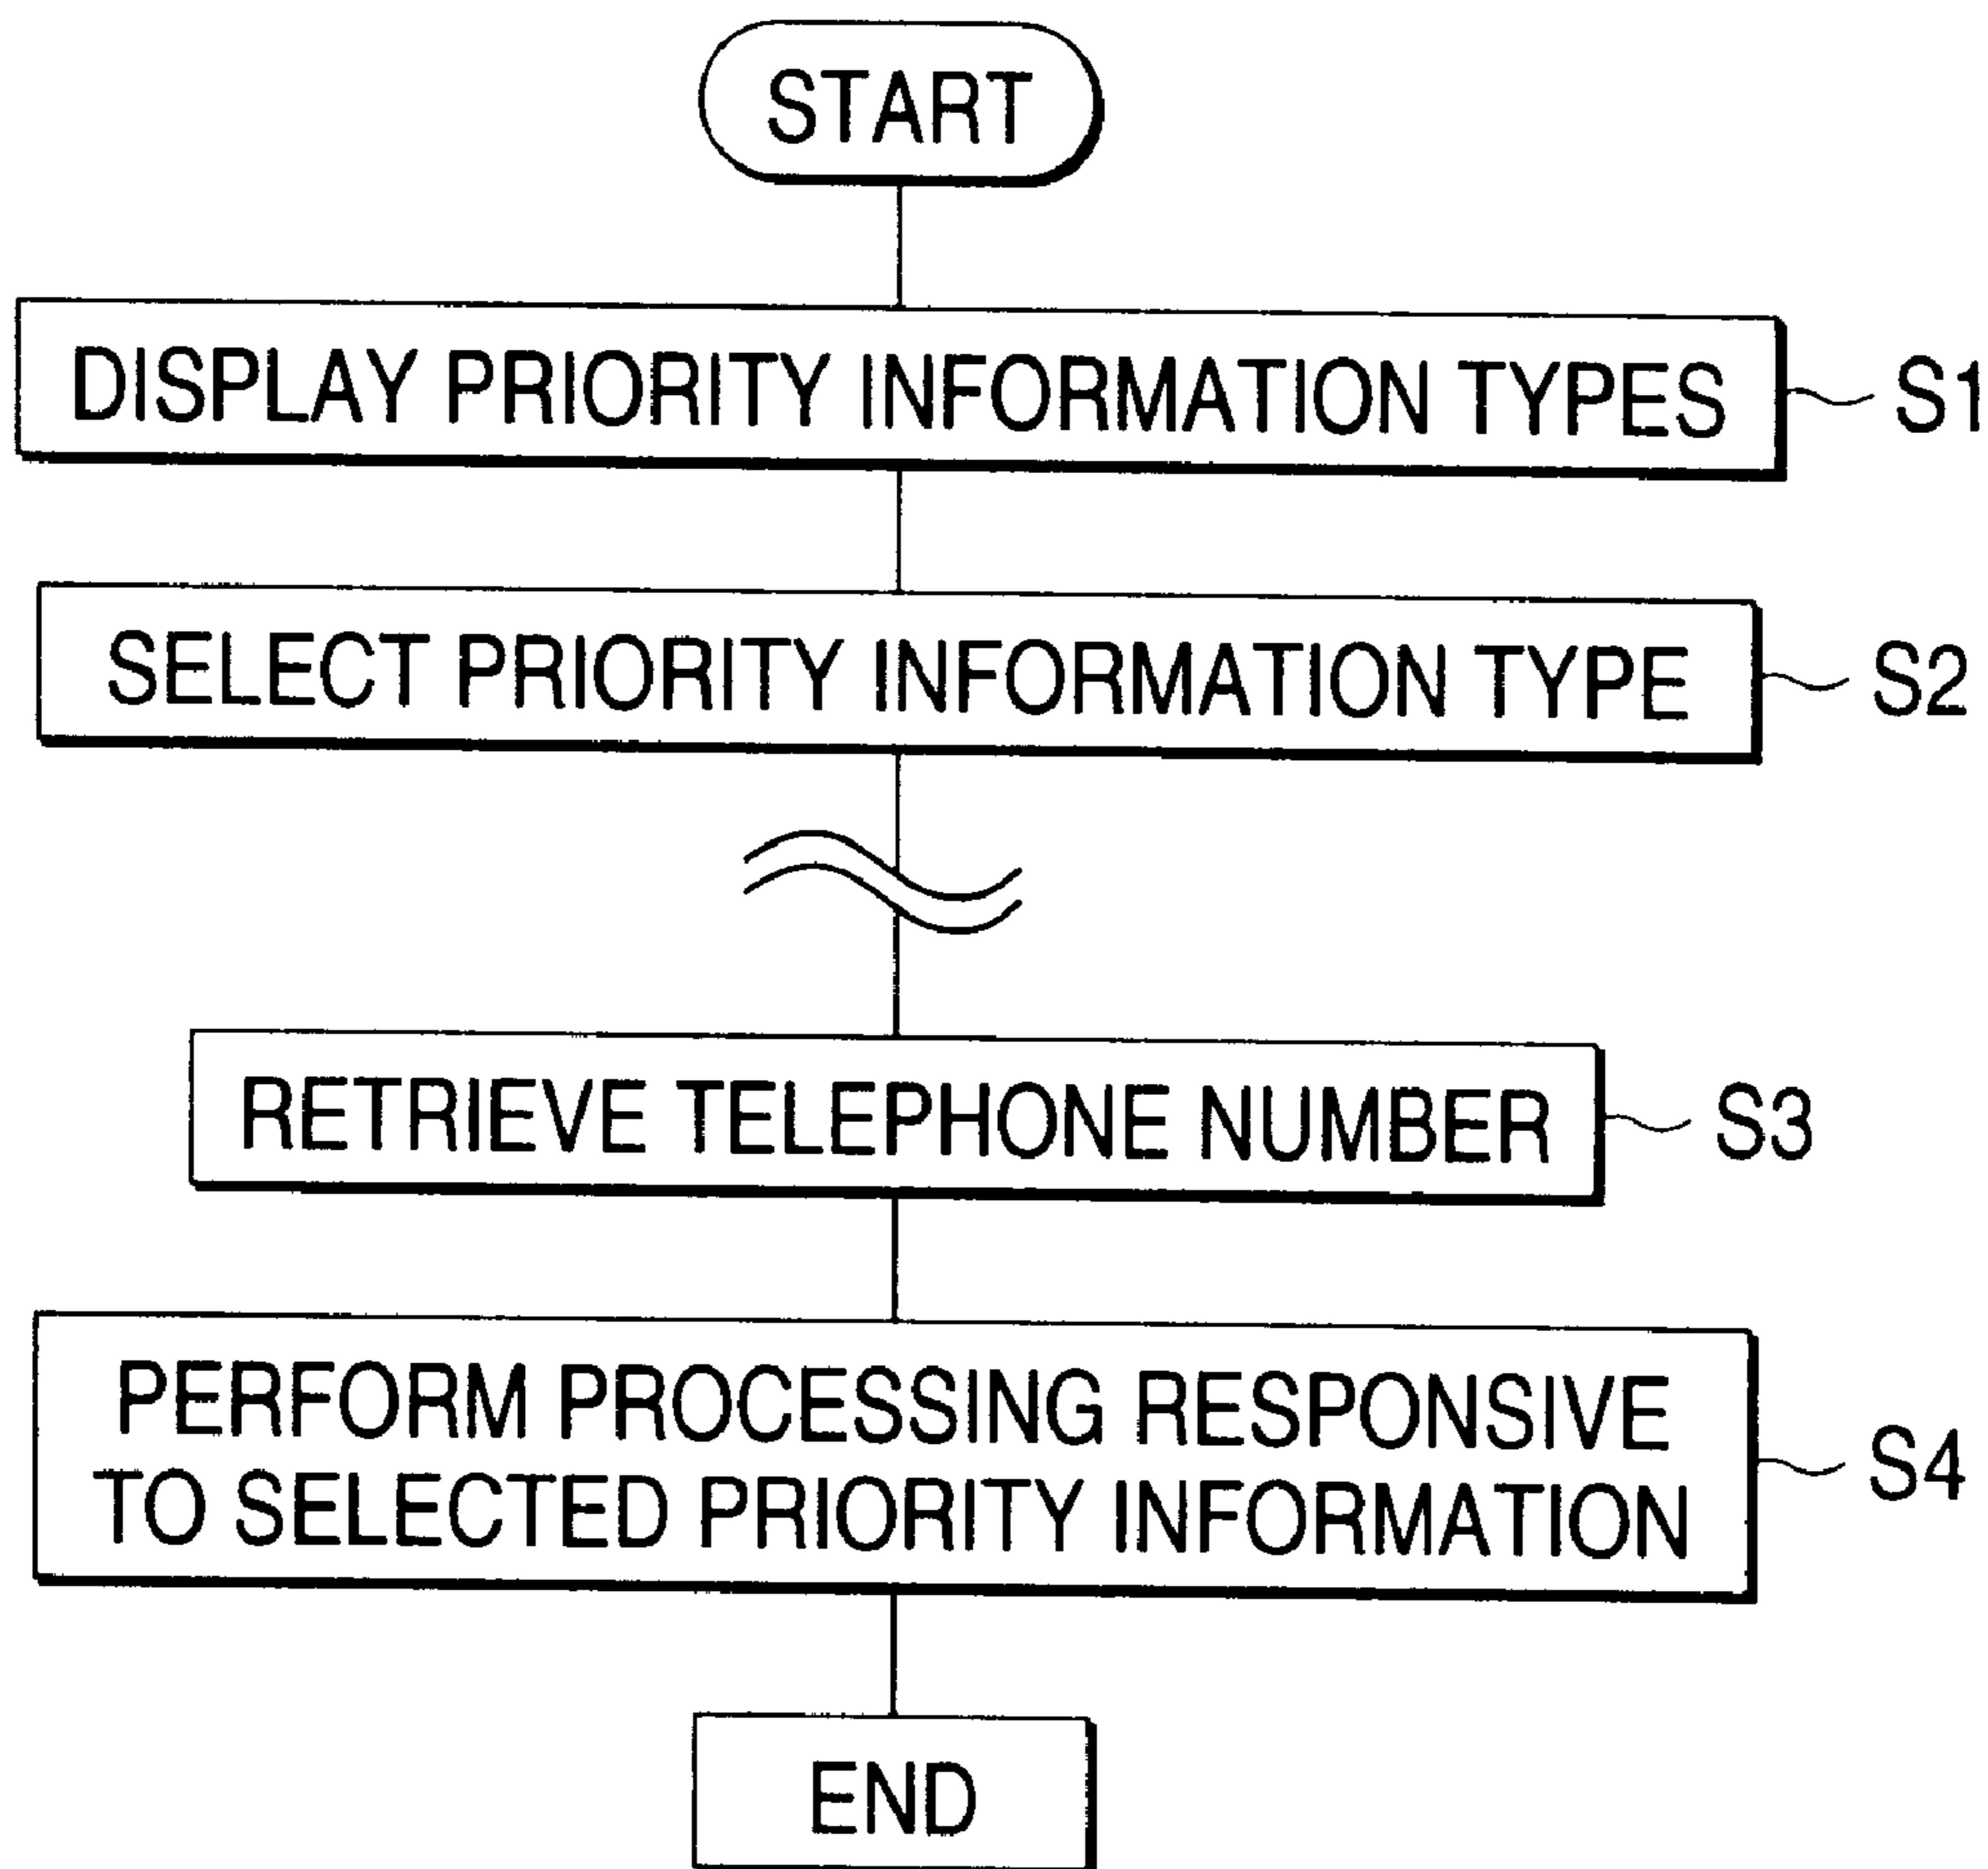 START
DISPLAY PRIORITY INFORMATION TYPES S1
SELECT PRIORITY INFORMATION TYPE S2
RETRIEVE TELEPHONE NUMBER S3
PERFORM PROCESSING RESPONSIVE
TO SELECTED PRIORITY INFORMATION S4
END